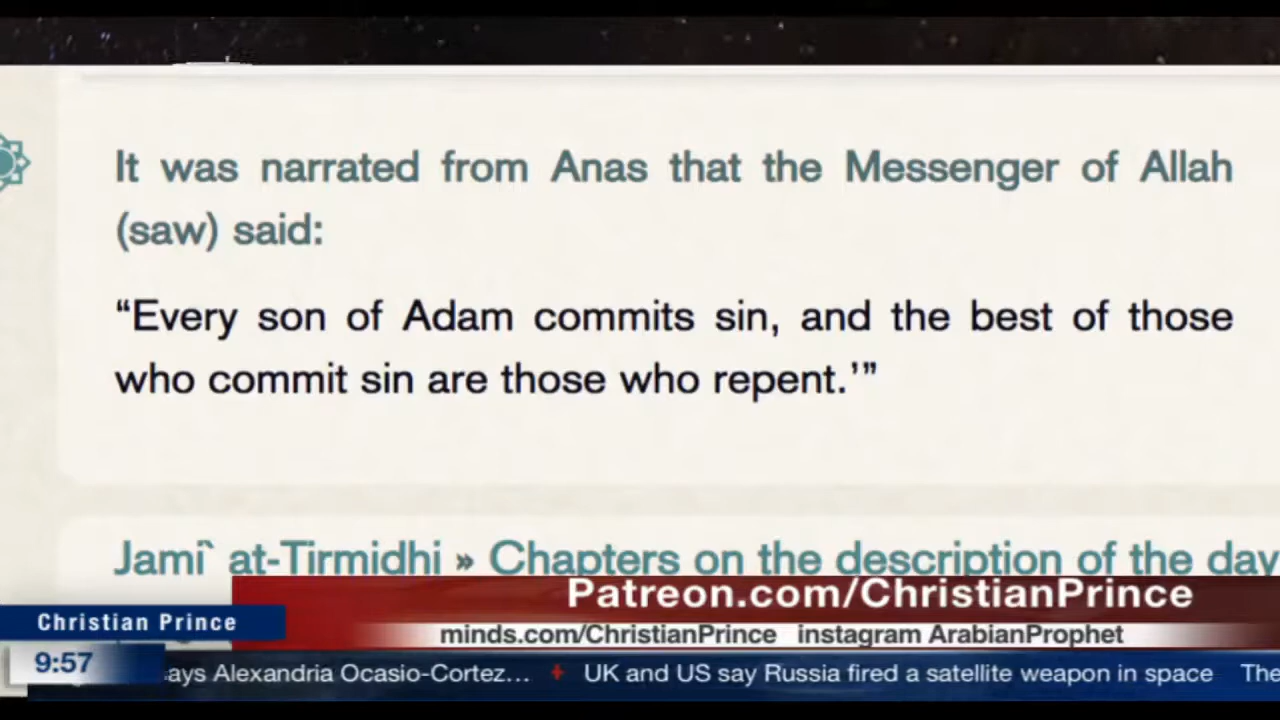 It was narrated from Anas that the Messenger of Allah
(saw) said:
“Every son of Adam commits sin, and the best of those
who commit sin are those who repent.’”
Jami` at-Tirmidhi » Chapters on the description of the day
Patreon.com/ChristianPrince
Christian Prince
minds.com/ChristianPrince instagram ArabianProphet
9:57
ays Alexandria Ocasio-Cortez... UK and US say Russia fired a satellite weapon in space The